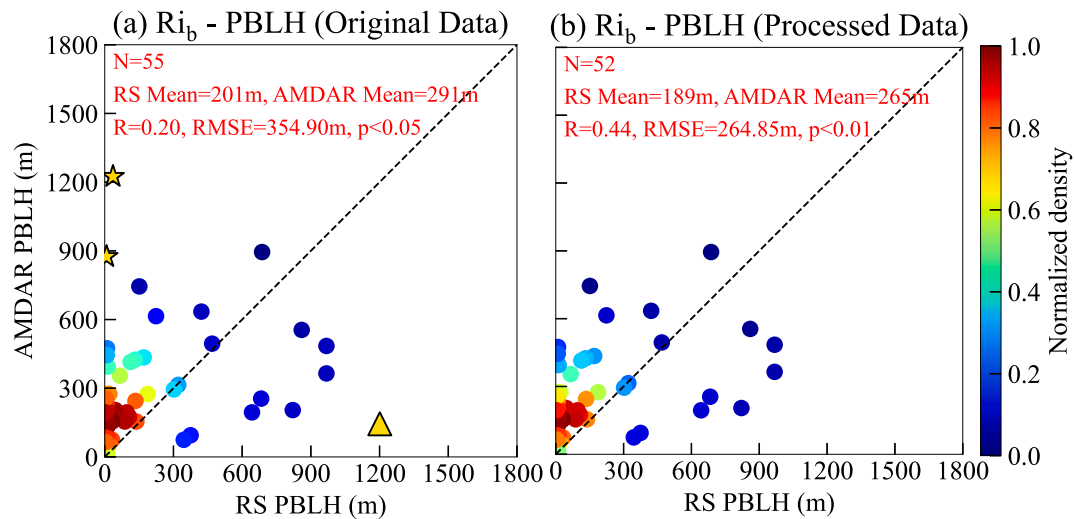 (a) Rib - PBLH (Original Data)
N=55
RS Mean=201m, AMDAR Mean=291m
R=0.20, RMSE=354.90m, p<0.05
AMDAR PBLH (m)
1800
1500
1200
900
600
300
0
0 300 600 900 1200 1500 1800
RS PBLH (m)
(b) Rib - PBLH (Processed Data)
N=52
RS Mean=189m, AMDAR Mean=265m
R=0.44, RMSE=264.85m, p<0.01
0 300 600 900 1200 1500 1800
RS PBLH (m)
1.0
0.8
0.6
0.4
0.2
0.0
Normalized density